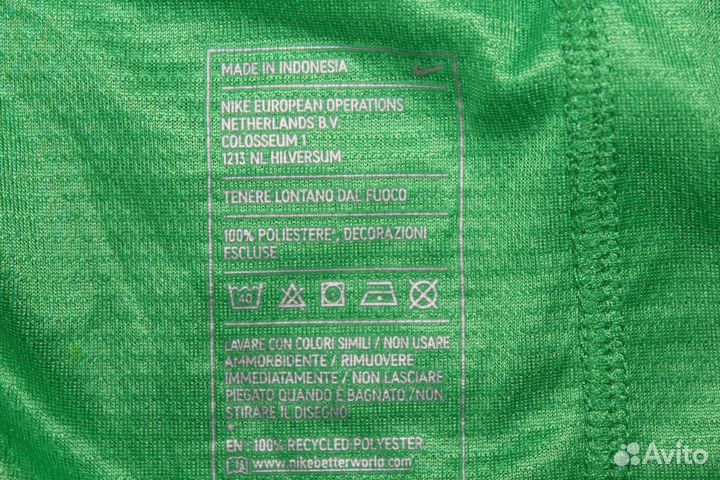 MADE IN INDONESIA
NIKE EUROPEAN OPERATIONS
NETHERLANDS B.V.
COLOSSEUM 1
1213 NL HILVERSUM
TENERE LONTANO DAL FUOCO
100% POLIESTERE*, DECORAZIONI
ESCLUSE
40
LAVARE CON COLORI SIMILI / NON USARE
AMMORBIDENTE / RIMUOVERE
IMMEDIATAMENTE / NON LASCIARE
PIEGATO QUANDO È BAGNATO /NON
STIRARE IL DISEGNO
*
EN : 100% RECYCLED POLYESTER
www.nikebetterworld.com
Avito